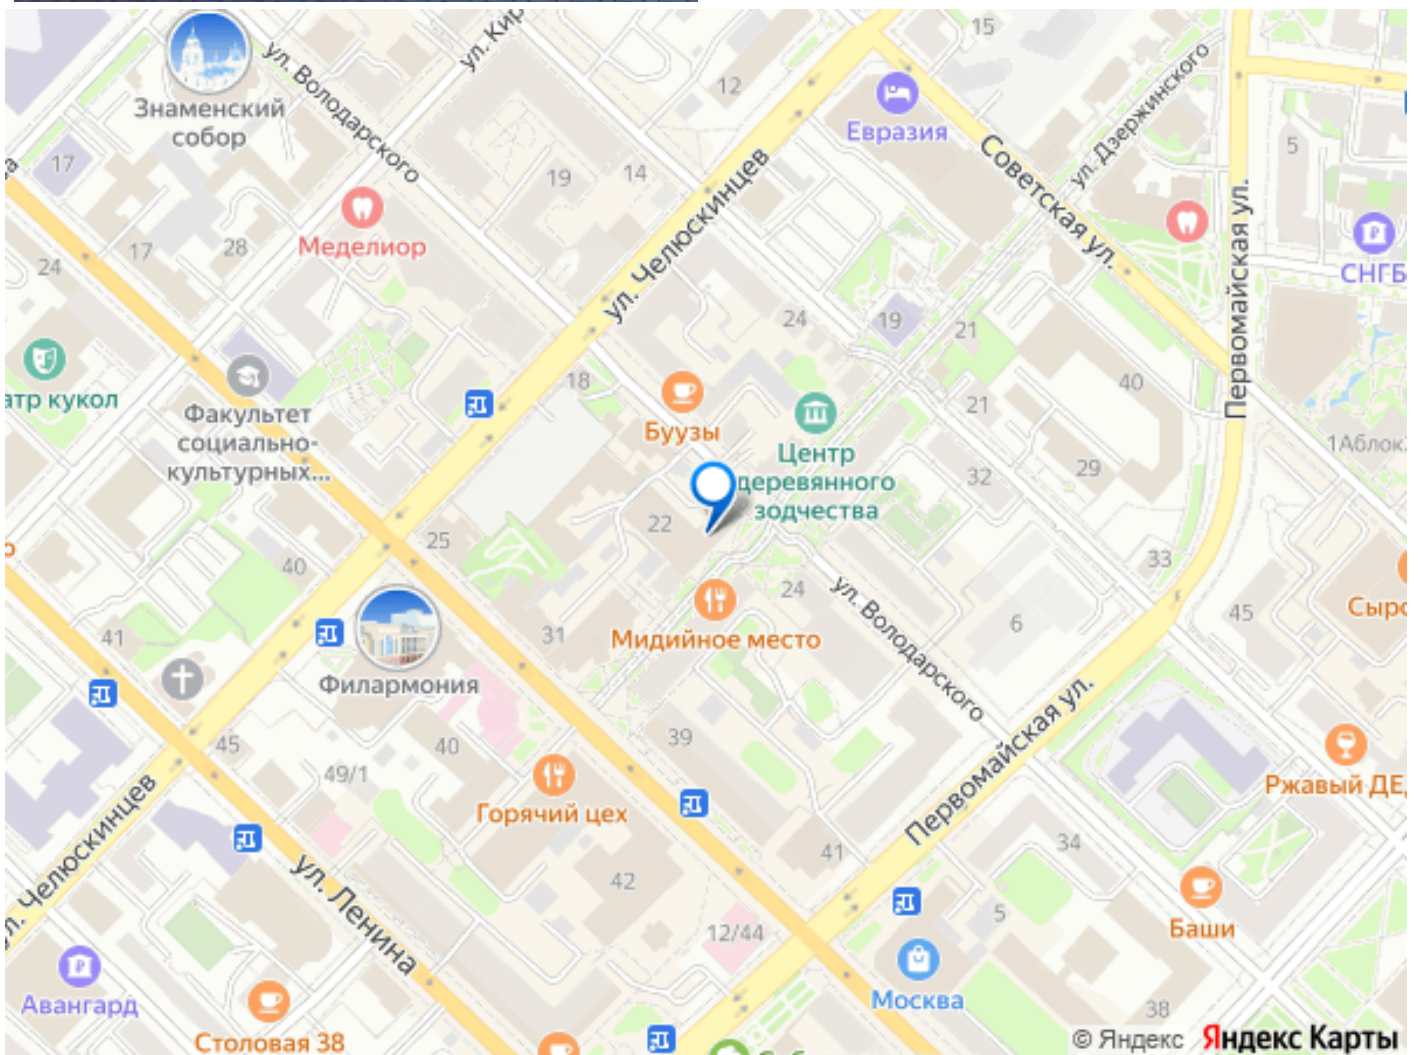 15
ул. Кир
ул. Володарского
Знаменский
собор
12
Евразия
ул. Дзержинского
Советская ул.
5
17
19
14
ул. Челюскинцев
Меделиор
28
17
24
Первомайская ул.
СНГБ
24
19
21
атр кукол
Факультет
социально-
культурных...
18
Буузы
40
21
Центр
деревянного
зодчества
1Аблок
29
32
22
25
40
33
24
ул. Володарского
Мидийное место
6
45
Сыро
41
31
Филармония
45
40
39
49/1
Горячий цех
Первомайская ул.
Ржавый ДЕД
л. Челюскинцев
ул. Ленина
41
34
42
12/44
5
Баши
Авангард
Москва
38
Столовая 38
© Яндекс Яндекс Карты